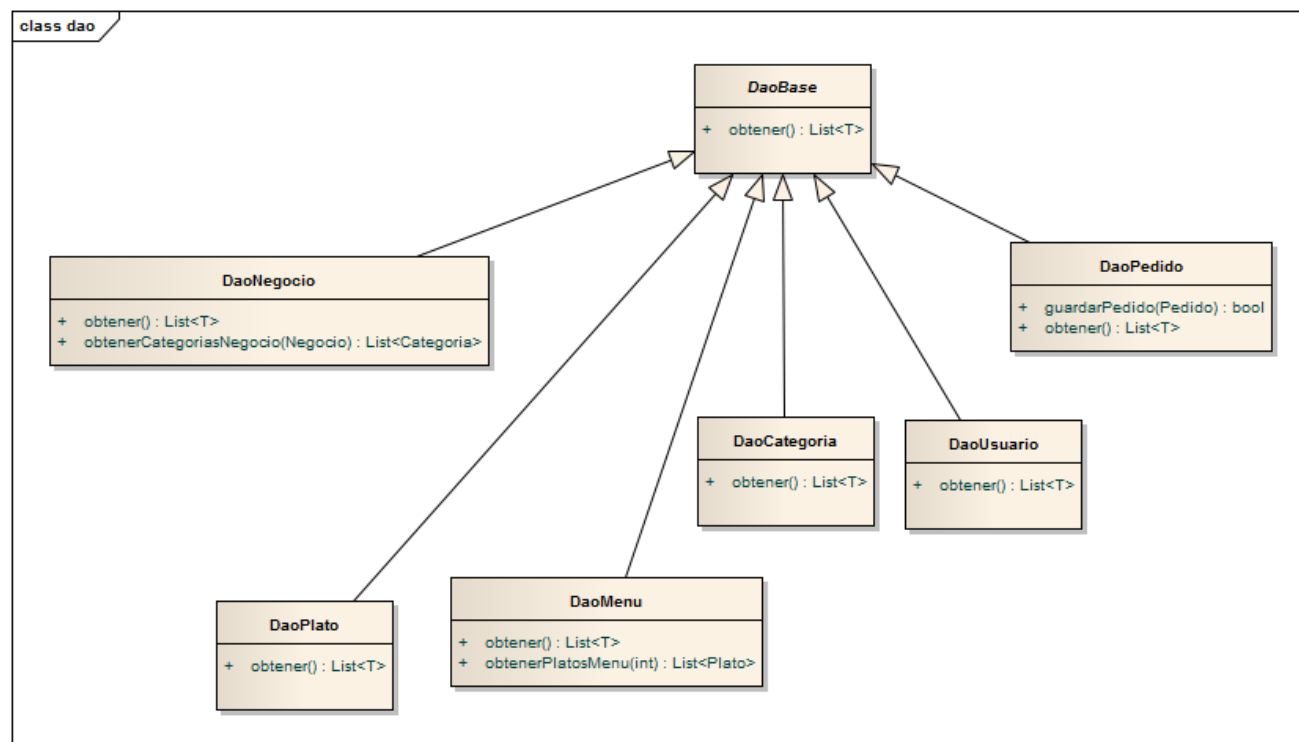 class dao
DaoBase
+ obtener() : List<T>
DaoNegocio
+ obtener() : List<T>
+ obtenerCategoriasNegocio(Negocio) : List<Categoria>
DaoPedido
+ guardarPedido(Pedido) : bool
+ obtener() : List<T>
DaoCategoria
+ obtener() : List<T>
DaoUsuario
+ obtener() : List<T>
DaoPlato
+ obtener() : List<T>
DaoMenu
+ obtener() : List<T>
+ obtenerPlatosMenu(int) : List<Plato>